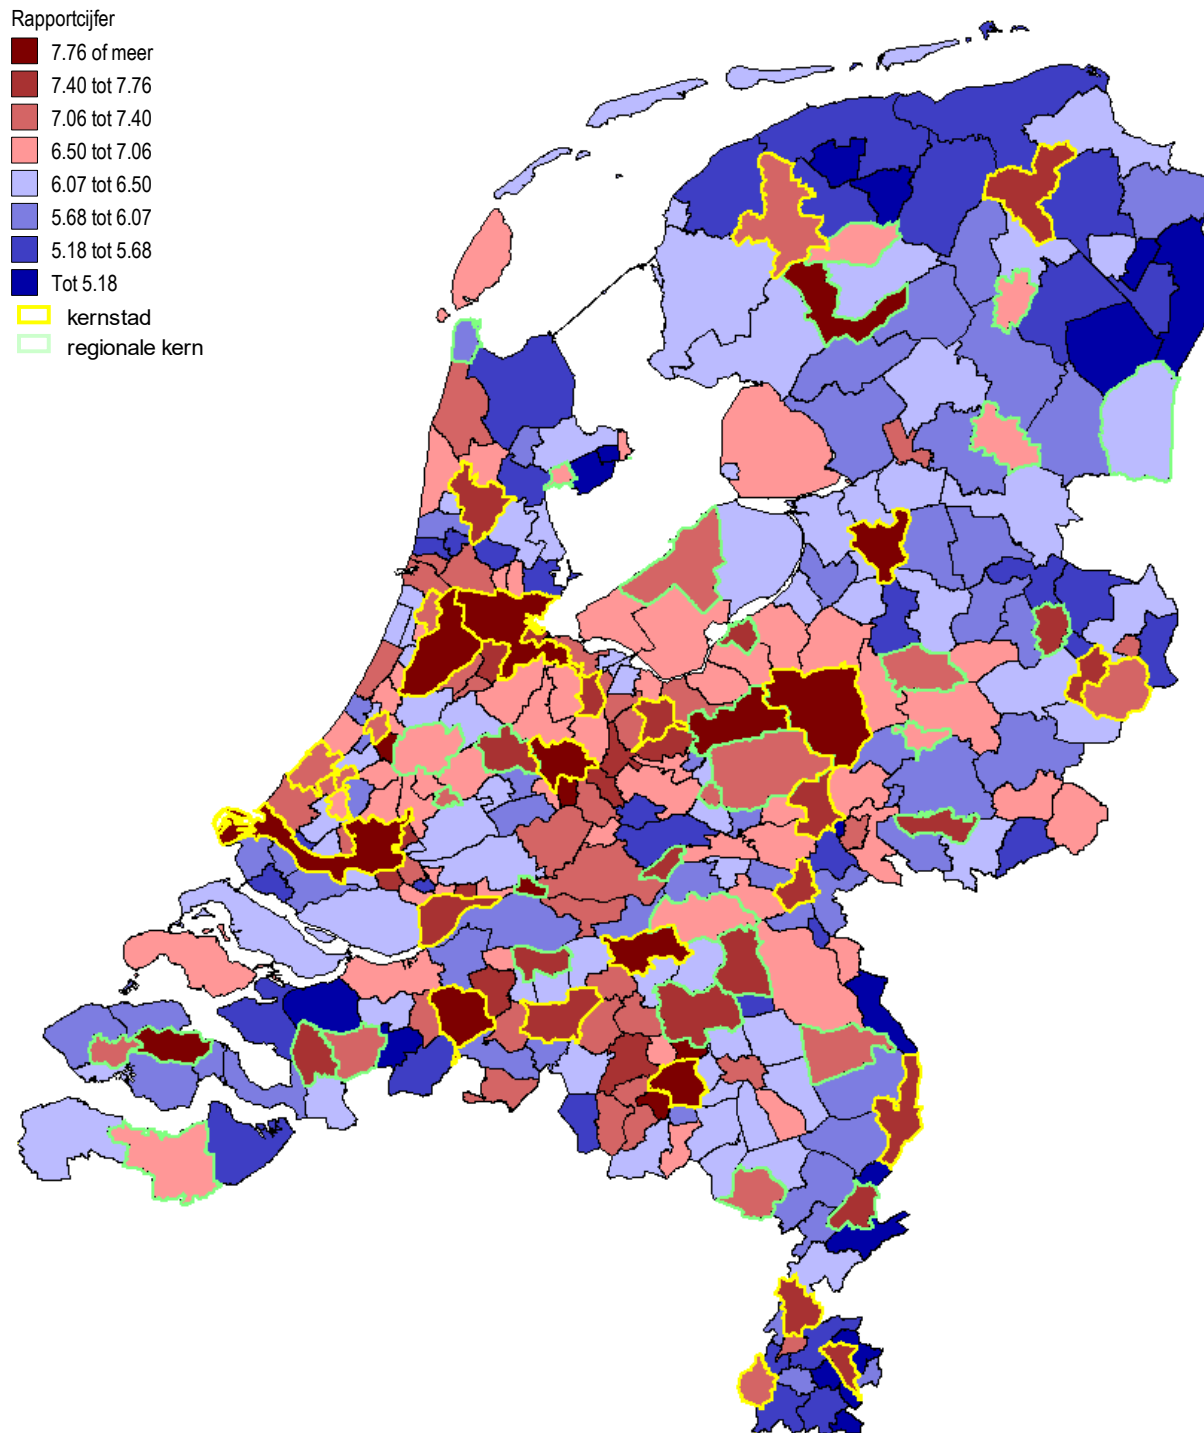 Rapportcijfer
7.76 of meer
7.40 tot 7.76
7.06 tot 7.40
6.50 tot 7.06
6.07 tot 6.50
5.68 tot 6.07
5.18 tot 5.68
Tot 5.18
kernstad
regionale kern